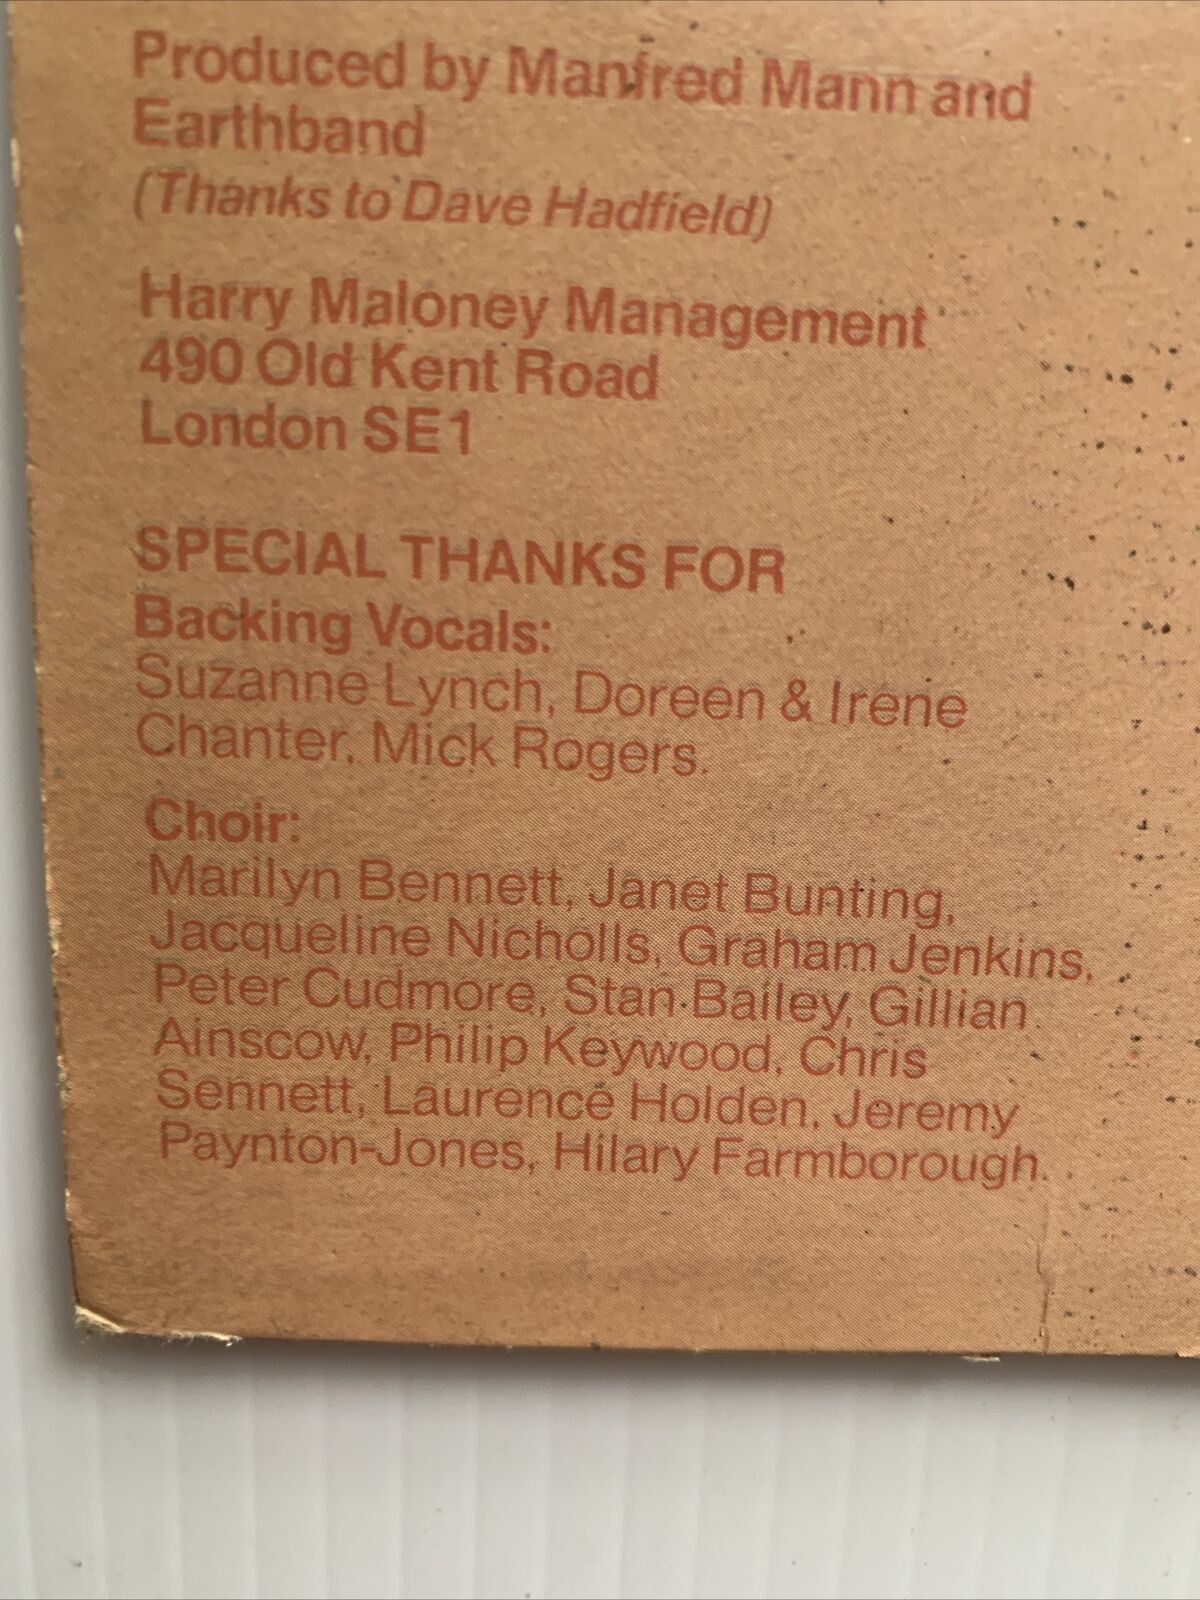 Produced by Manfred Mann and
Earthband
(Thanks to Dave Hadfield)
Harry Maloney Management
490 Old Kent Road
London SE1
SPECIAL THANKS FOR
Backing Vocals:
Suzanne Lynch, Doreen & Irene
Chanter, Mick Rogers.
Choir:
Marilyn Bennett, Janet Bunting,
Jacqueline Nicholls, Graham Jenkins,
Peter Cudmore, Stan Bailey, Gillian
Ainscow, Philip Keywood, Chris
Sennett, Laurence Holden, Jeremy
Paynton-Jones, Hilary Farmborough.